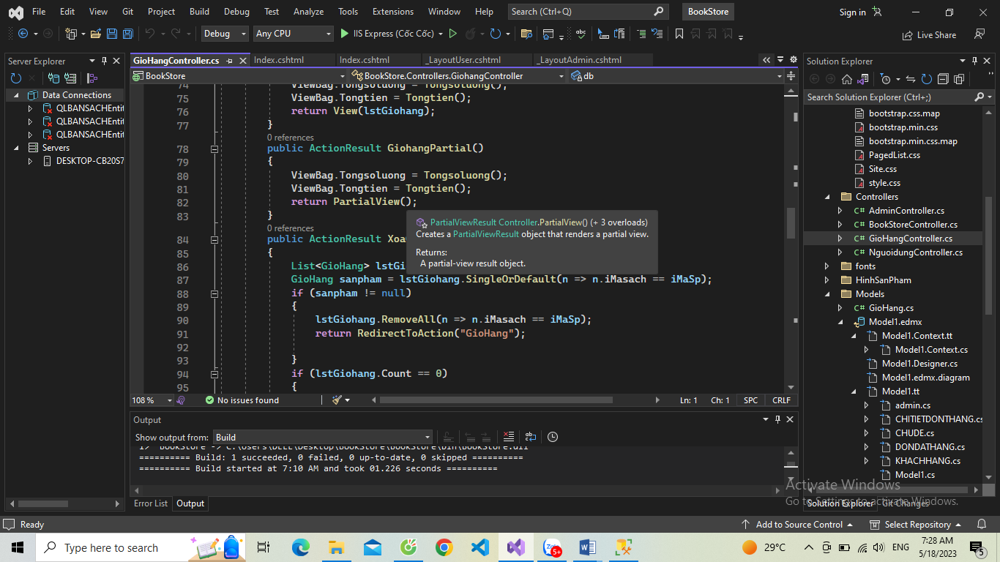 File Edit View Git Project Build Debug Test Analyze Tools Extensions Window Help Search (Ctrl+Q) BookStore Sign in
Debug Any CPU IIS Express (Cốc Cốc) Live Share
Server Explorer
Data Connections
QLBANSACHEntit
QLBANSACHEntit
QLBANSACHEntit
Servers
DESKTOP-CB20S7
GioHangController.cs Index.cshtml Index.cshtml _LayoutUser.cshtml _LayoutAdmin.cshtml
BookStore BookStore.Controllers.GiohangController db
74 ViewBag.Tongsoluong = Tongsoluong();
75 ViewBag.Tongtien = Tongtien();
76 return View(lstGiohang);
77 }
0 references
78 public ActionResult GiohangPartial()
79 {
80 ViewBag.Tongsoluong = Tongsoluong();
81 ViewBag.Tongtien = Tongtien();
82 return PartialView();
83 }
0 references
84 public ActionResult Xoa
85 {
86 List<GioHang> lstGi
87 GioHang sanpham = lstGiohang.SingleOrDefault(n => n.iMasach == iMaSp);
88 if (sanpham != null)
89 {
90 lstGiohang.RemoveAll(n => n.iMasach == iMaSp);
91 return RedirectToAction("GioHang");
92
93 }
94 if (lstGiohang.Count == 0)
95 {
PartialViewResult Controller.PartialView() (+ 3 overloads)
Creates a PartialViewResult object that renders a partial view.
Returns:
A partial-view result object.
108 % No issues found Ln: 1 Ch: 1 SPC CRLF
Output
Show output from: Build
1> BookStore -> C:\Users\DELL\Desktop\BookStore\BookStore\bin\BookStore.dll
========== Build: 1 succeeded, 0 failed, 0 up-to-date, 0 skipped ==========
========== Build started at 7:10 AM and took 01.226 seconds ==========
Error List Output
Solution Explorer
Search Solution Explorer (Ctrl+;)
bootstrap.css.map
bootstrap.min.css
bootstrap.min.css.map
PagedList.css
Site.css
style.css
Controllers
C# AdminController.cs
C# BookStoreController.cs
C# GioHangController.cs
C# NguoidungController.cs
fonts
HinhSanPham
Models
C# GioHang.cs
Model1.edmx
Model1.Context.tt
Model1.Context.cs
Model1.Designer.cs
Model1.edmx.diagram
Model1.tt
admin.cs
CHITIETDONTHANG.cs
CHUDE.cs
DONDATHANG.cs
KHACHHANG.cs
Model1.cs
Activate Windows
Go to Settings to activate Windows.
Solution Explorer Git Changes
Ready Add to Source Control Select Repository
Type here to search 5+ 29°C ENG 7:28 AM
5/18/2023 5